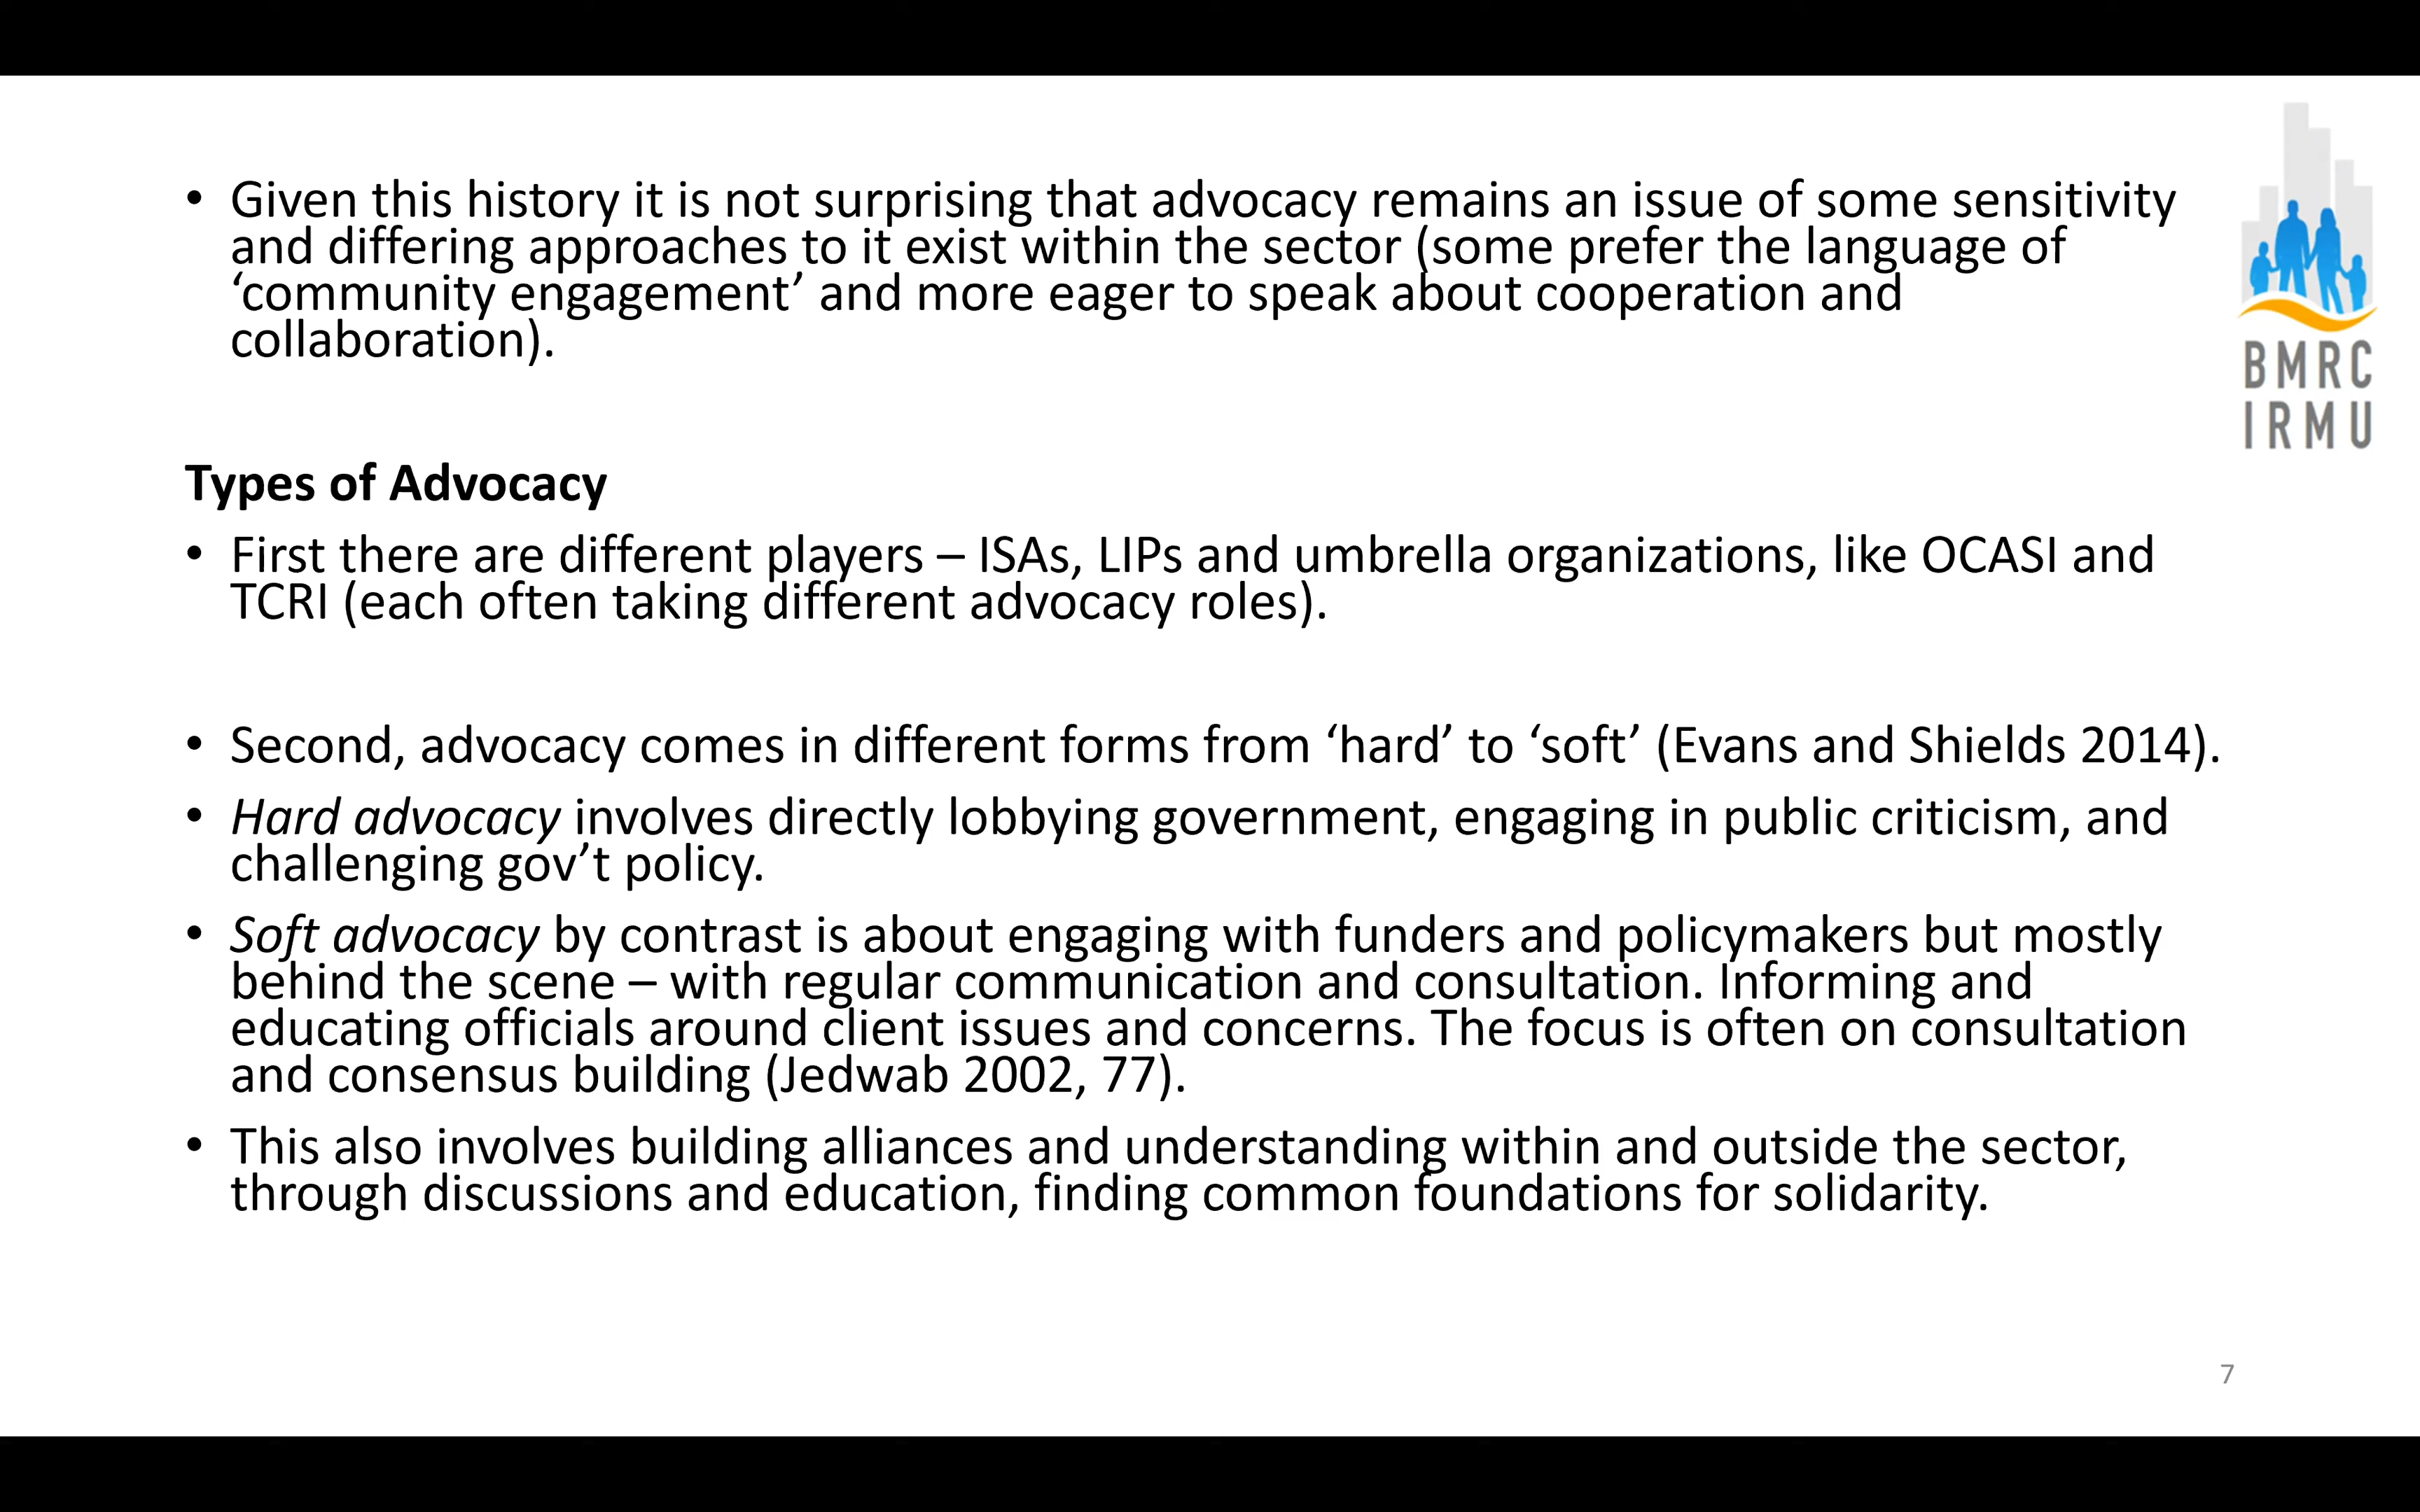 • Given this history it is not surprising that advocacy remains an issue of some sensitivity
and differing approaches to it exist within the sector (some prefer the language of
‘community engagement’ and more eager to speak about cooperation and
collaboration).
BMRC
IRMU
Types of Advocacy
• First there are different players – ISAs, LIPs and umbrella organizations, like OCASI and
TCRI (each often taking different advocacy roles).
• Second, advocacy comes in different forms from ‘hard’ to ‘soft’ (Evans and Shields 2014).
• Hard advocacy involves directly lobbying government, engaging in public criticism, and
challenging gov’t policy.
• Soft advocacy by contrast is about engaging with funders and policymakers but mostly
behind the scene – with regular communication and consultation. Informing and
educating officials around client issues and concerns. The focus is often on consultation
and consensus building (Jedwab 2002, 77).
• This also involves building alliances and understanding within and outside the sector,
through discussions and education, finding common foundations for solidarity.
7